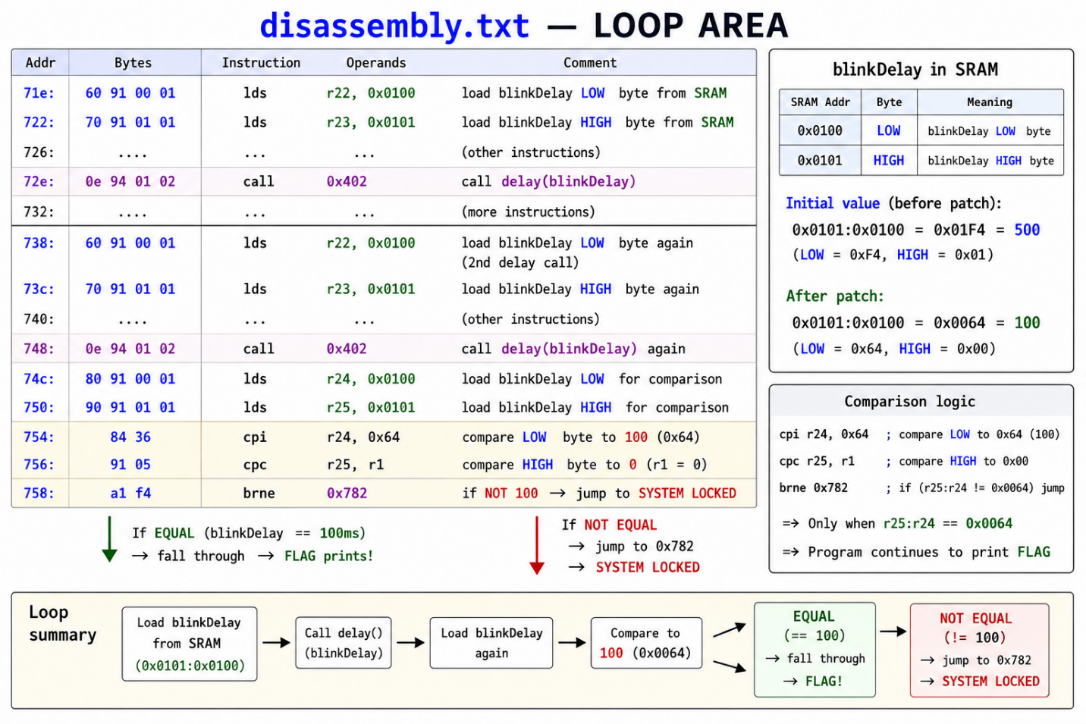 disassembly.txt — LOOP AREA
Addr Bytes Instruction Operands Comment
71e: 60 91 00 01 lds r22, 0x0100 load blinkDelay LOW byte from SRAM
722: 70 91 01 01 lds r23, 0x0101 load blinkDelay HIGH byte from SRAM
726: .... ... ... (other instructions)
72e: 0e 94 01 02 call 0x402 call delay(blinkDelay)
732: .... ... ... (more instructions)
738: 60 91 00 01 lds r22, 0x0100 load blinkDelay LOW byte again
(2nd delay call)
73c: 70 91 01 01 lds r23, 0x0101 load blinkDelay HIGH byte again
740: .... ... ... (other instructions)
748: 0e 94 01 02 call 0x402 call delay(blinkDelay) again
74c: 80 91 00 01 lds r24, 0x0100 load blinkDelay LOW for comparison
750: 90 91 01 01 lds r25, 0x0101 load blinkDelay HIGH for comparison
754: 84 36 cpi r24, 0x64 compare LOW byte to 100 (0x64)
756: 91 05 cpc r25, r1 compare HIGH byte to 0 (r1 = 0)
758: a1 f4 brne 0x782 if NOT 100 → jump to SYSTEM LOCKED
If EQUAL (blinkDelay == 100ms)
→ fall through → FLAG prints!
If NOT EQUAL
→ jump to 0x782
→ SYSTEM LOCKED
blinkDelay in SRAM
SRAM Addr Byte Meaning
0x0100 LOW blinkDelay LOW byte
0x0101 HIGH blinkDelay HIGH byte
Initial value (before patch):
0x0101:0x0100 = 0x01F4 = 500
(LOW = 0xF4, HIGH = 0x01)
After patch:
0x0101:0x0100 = 0x0064 = 100
(LOW = 0x64, HIGH = 0x00)
Comparison logic
cpi r24, 0x64 ; compare LOW to 0x64 (100)
cpc r25, r1 ; compare HIGH to 0x00
brne 0x782 ; if (r25:r24 != 0x0064) jump
⇒ Only when r25:r24 == 0x0064
⇒ Program continues to print FLAG
Loop
summary
Load blinkDelay
from SRAM
(0x0101:0x0100)
Call delay()
(blinkDelay)
Load blinkDelay
again
Compare to
100 (0x0064)
EQUAL
(== 100)
→ fall through
→ FLAG!
NOT EQUAL
(!= 100)
→ jump to 0x782
→ SYSTEM LOCKED